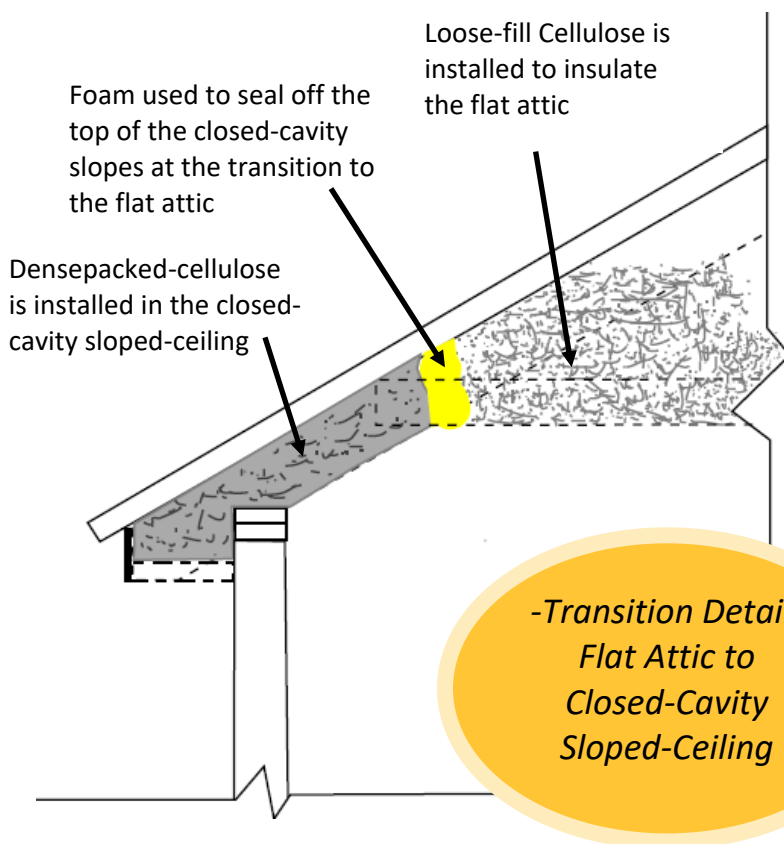 Loose-fill Cellulose is
installed to insulate
the flat attic
Foam used to seal off the
top of the closed-cavity
slopes at the transition to
the flat attic
Densepacked-cellulose
is installed in the closed-
cavity sloped-ceiling
-Transition Detai
Flat Attic to
Closed-Cavity
Sloped-Ceiling